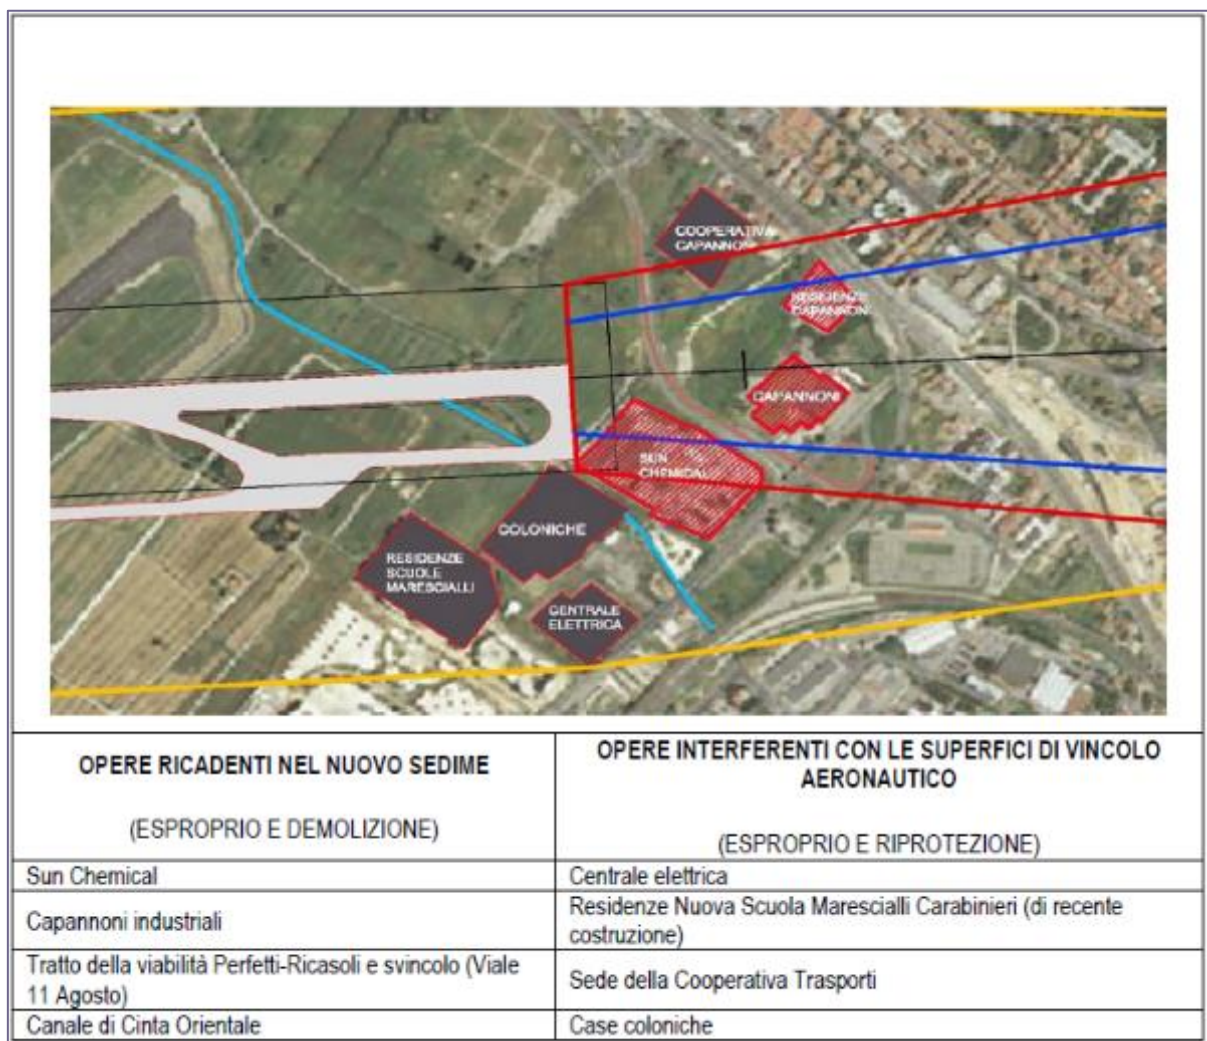 COOPERATIVA
CAPANNONI
RESIDENZE
CAPANNONI
CAPANNONI
SUN
CHEMICAL
COLONICHE
RESIDENZE
SCUOLE
MARESCIALLI
CENTRALE
ELETTRICA
OPERE RICADENTI NEL NUOVO SEDIME
(ESPROPRIO E DEMOLIZIONE)
OPERE INTERFERENTI CON LE SUPERFICI DI VINCOLO
AERONAUTICO
(ESPROPRIO E RIPROTEZIONE)
Sun Chemical
Centrale elettrica
Capannoni industriali
Residenze Nuova Scuola Marescialli Carabinieri (di recente
costruzione)
Tratto della viabilità Perfetti-Ricasoli e svincolo (Viale
11 Agosto)
Sede della Cooperativa Trasporti
Canale di Cinta Orientale
Case coloniche